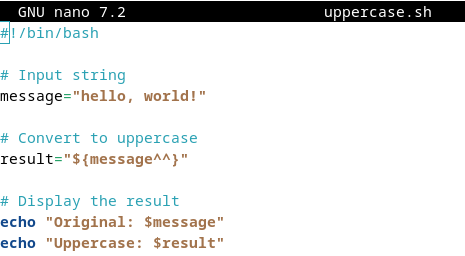 GNU nano 7.2 uppercase.sh
#!/bin/bash
# Input string
message="hello, world!"
# Convert to uppercase
result="${message^^}"
# Display the result
echo "Original: $message"
echo "Uppercase: $result"